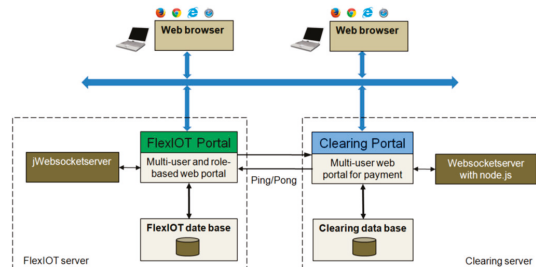 Web browser
Web browser
FlexIOT Portal
Multi-user and role-
based web portal
Clearing Portal
Multi-user web
portal for payment
jWebsocketserver
Websocketserver
with node.js
Ping/Pong
FlexIOT date base
Clearing data base
FlexIOT server
Clearing server